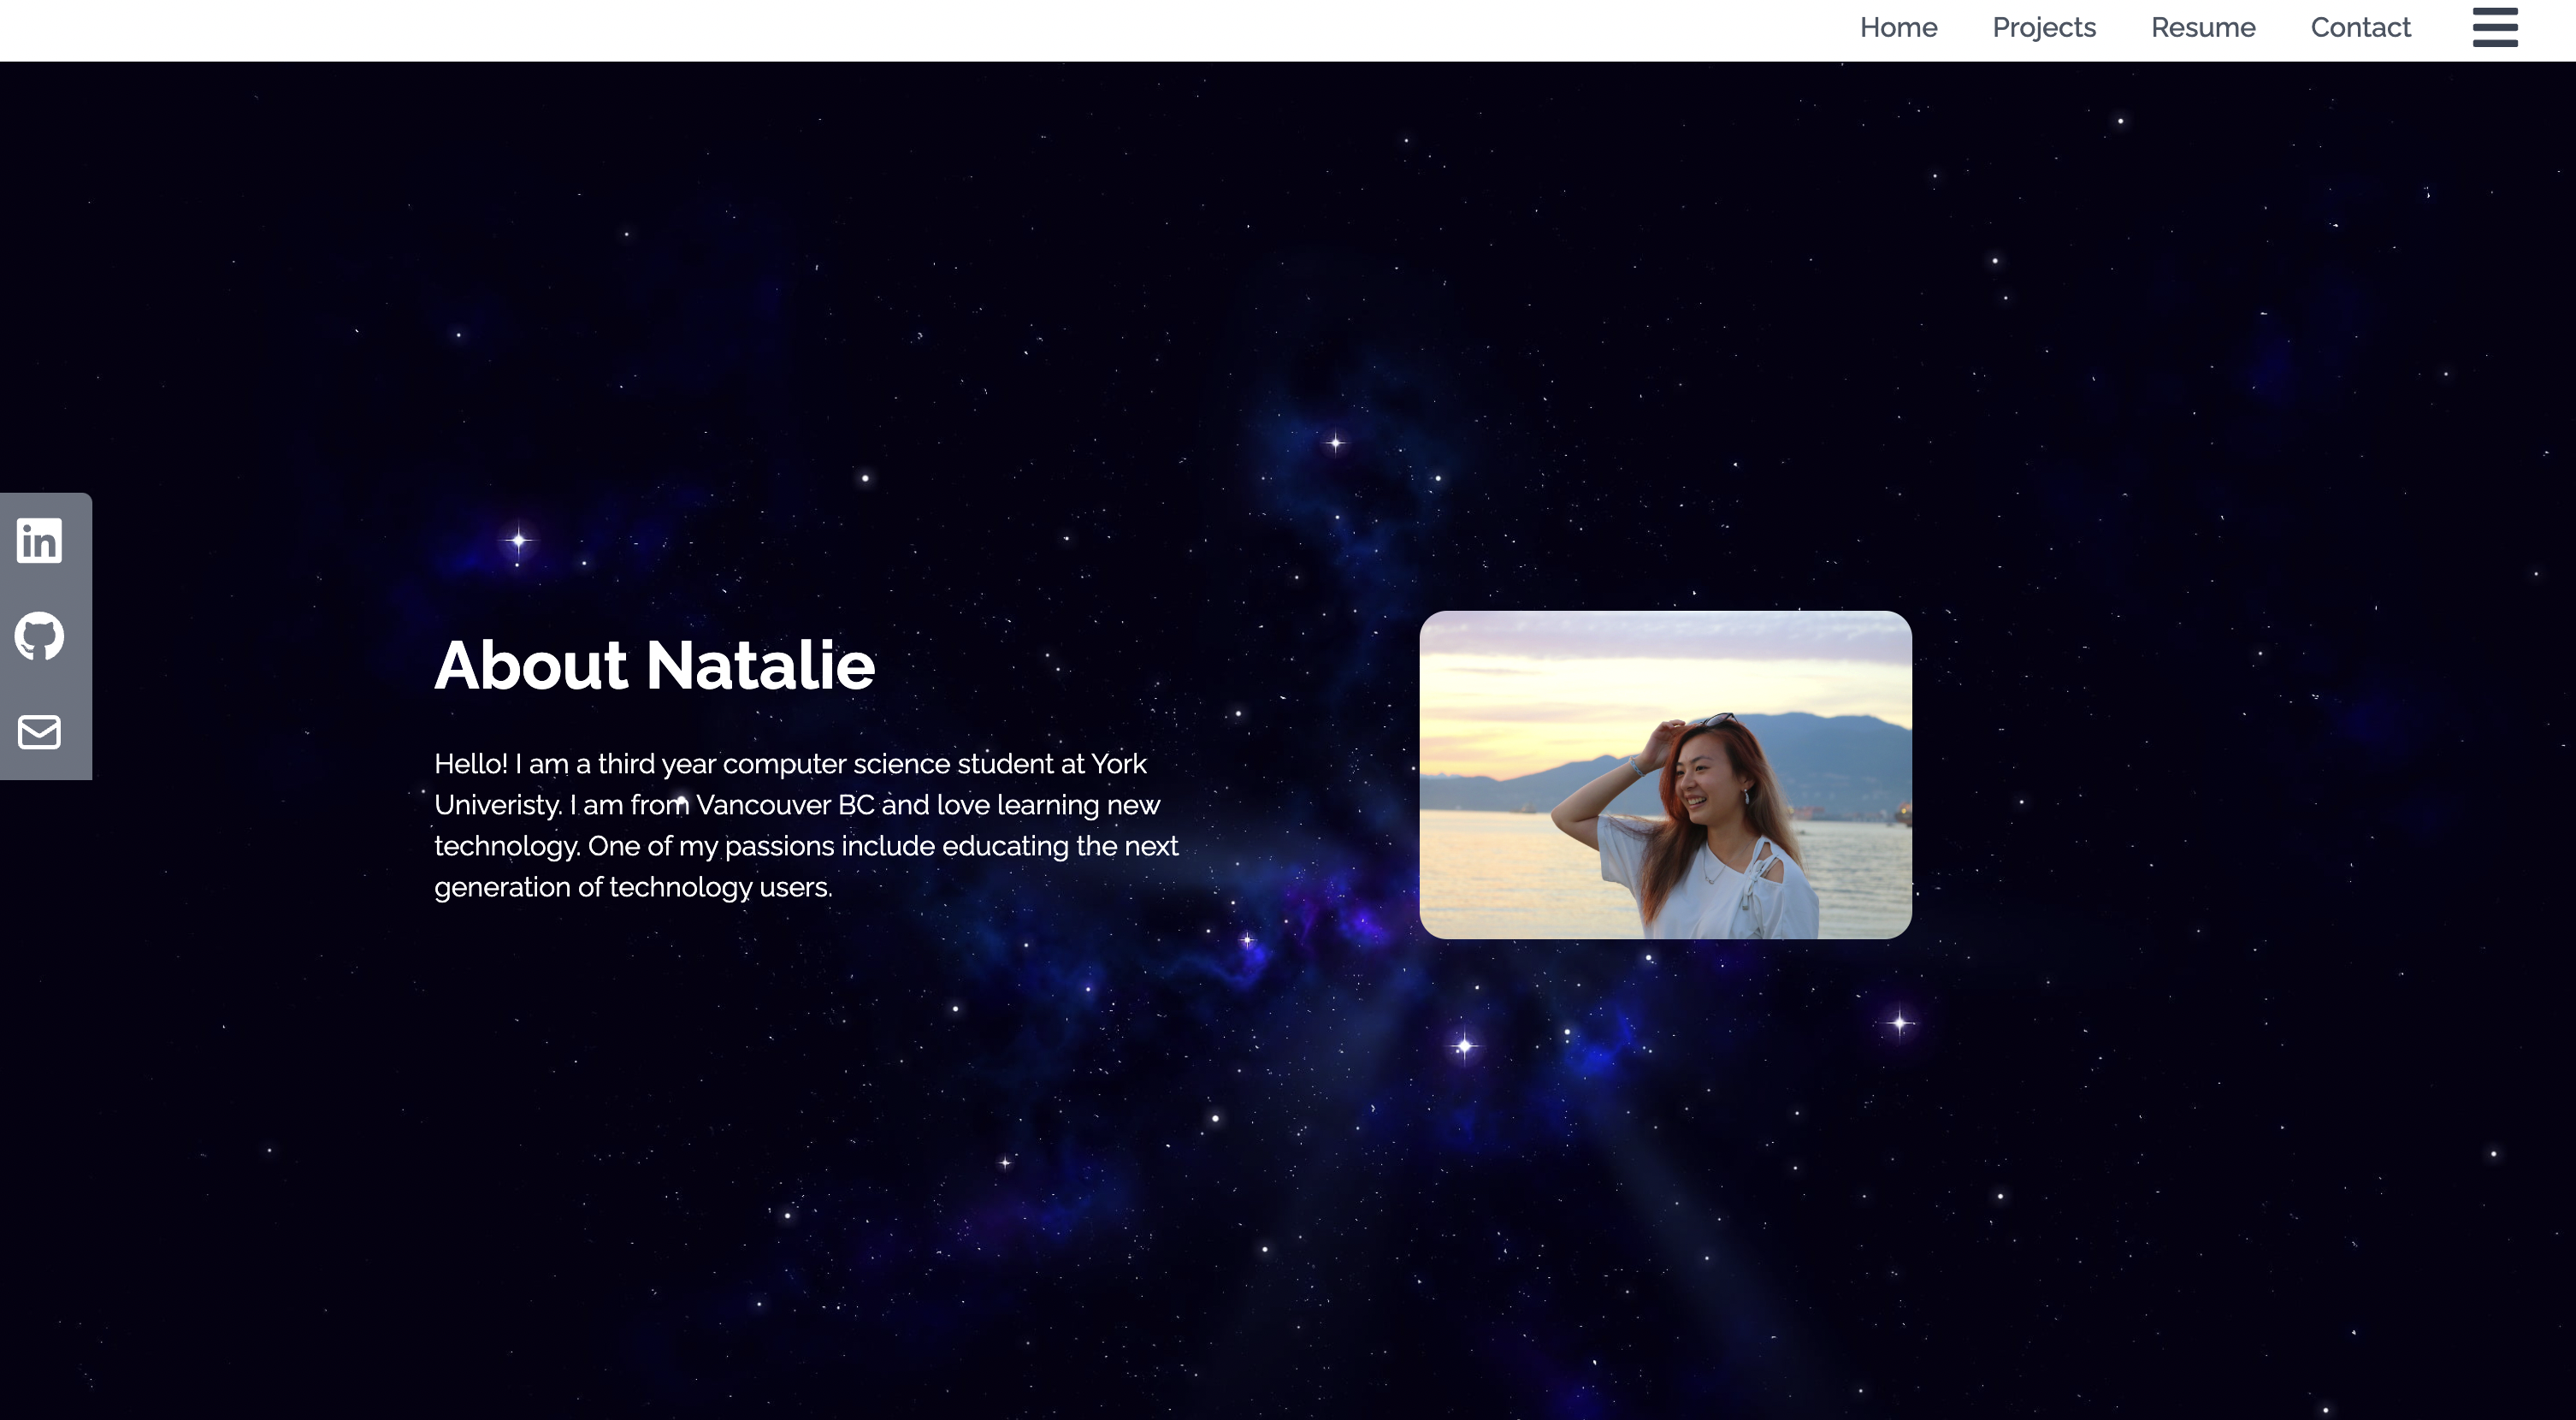 Home Projects Resume Contact
in
About Natalie
Hello! I am a third year computer science student at York
Univeristy. I am from Vancouver BC and love learning new
technology. One of my passions include educating the next
generation of technology users.